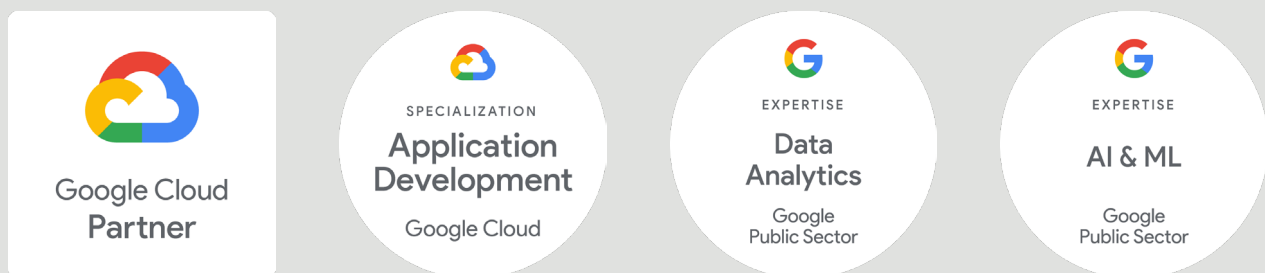 Google Cloud
Partner
SPECIALIZATION
Application
Development
Google Cloud
EXPERTISE
Data
Analytics
Google
Public Sector
EXPERTISE
AI & ML
Google
Public Sector